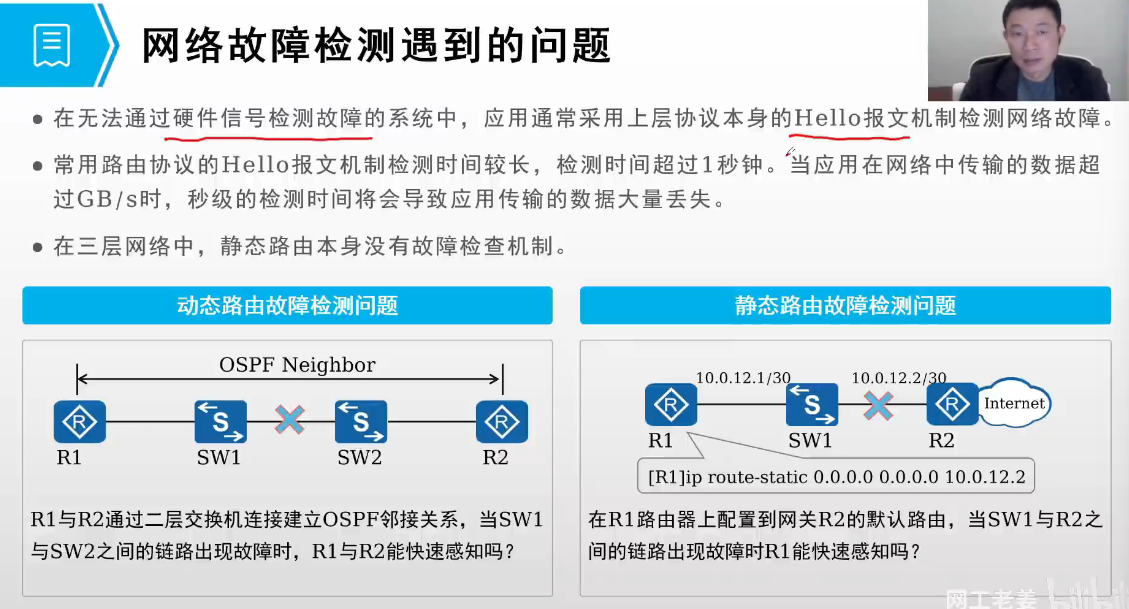 网络故障检测遇到的问题
在无法通过硬件信号检测故障的系统中，应用通常采用上层协议本身的Hello报文机制检测网络故障。
常用路由协议的Hello报文机制检测时间较长，检测时间超过1秒钟。当应用在网络中传输的数据超
过GB/s时，秒级的检测时间将会导致应用传输的数据大量丢失。
在三层网络中，静态路由本身没有故障检查机制。
动态路由故障检测问题
OSPF Neighbor
R
S
S
R
R1
SW1
SW2
R2
R1与R2通过二层交换机连接建立OSPF邻接关系，当SW1
与SW2之间的链路出现故障时，R1与R2能快速感知吗？
静态路由故障检测问题
10.0.12.1/30
10.0.12.2/30
R
S
R
Internet
R1
SW1
R2
[R1]ip route-static 0.0.0.0 0.0.0.0 10.0.12.2
在R1路由器上配置到网关R2的默认路由，当SW1与R2之
间的链路出现故障时R1能快速感知吗？
网工老姜